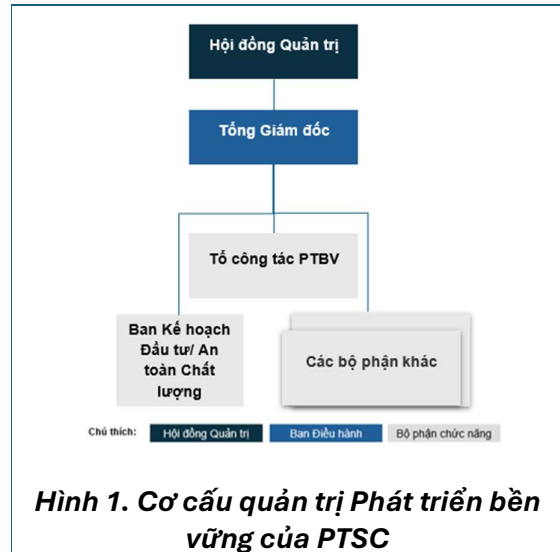 Hội đồng Quản trị
Tổng Giám đốc
Tổ công tác PTBV
Ban Kế hoạch
Đầu tư/ An
toàn Chất
lượng
Các bộ phận khác
Chú thích:
Hội đồng Quản trị
Ban Điều hành
Bộ phận chức năng
Hình 1. Cơ cấu quản trị Phát triển bền
vững của PTSC